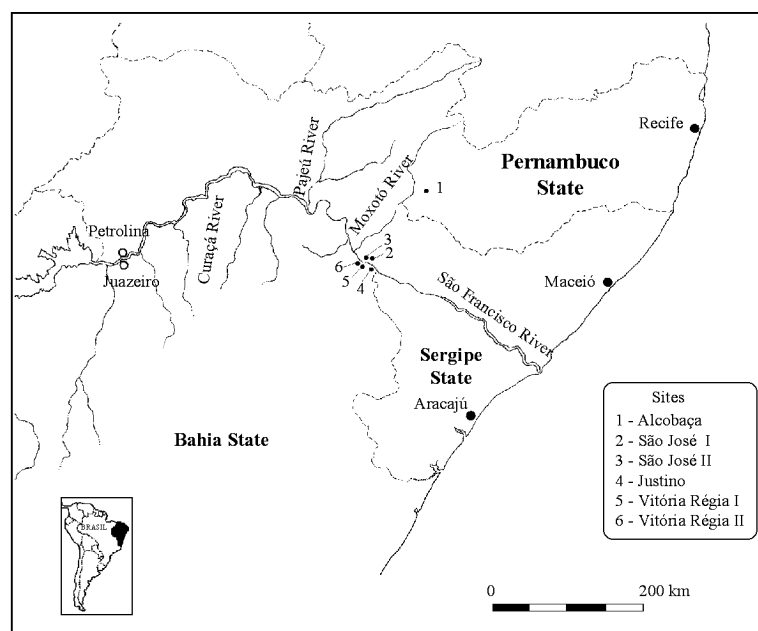 Recife
Pernambuco
State
1
Pajeú River
Moxotó River
Curaçá River
Petrolina
Juazeiro
3
2
6
5
4
São Francisco River
Maceió
Sergipe
State
Aracajú
Bahia State
Sites
1 - Alcobaça
2 - São José I
3 - São José II
4 - Justino
5 - Vitória Régia I
6 - Vitória Régia II
BRASIL
0 200 km